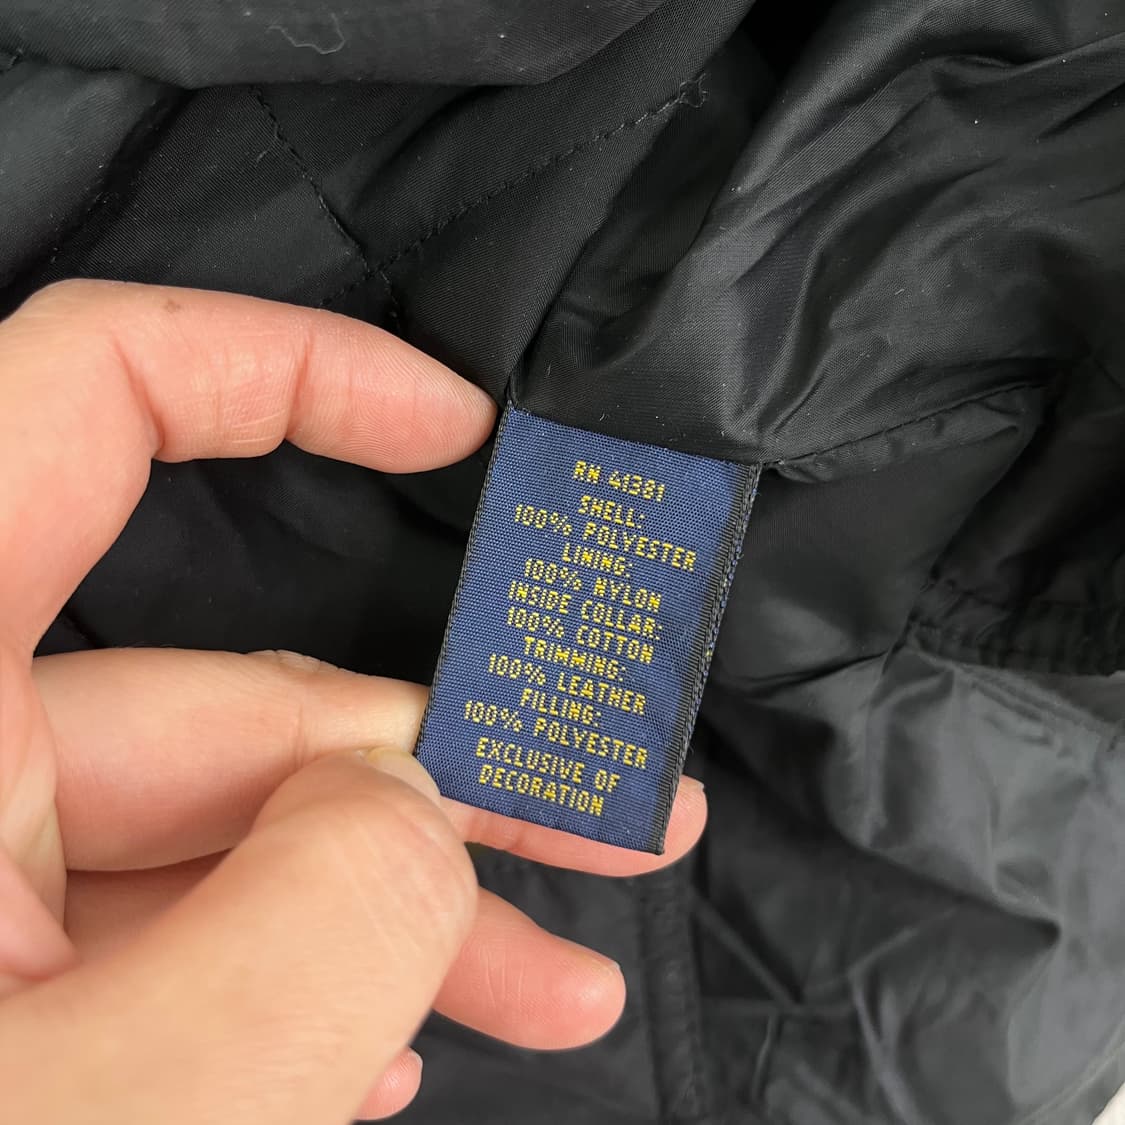 RN 41381
SHELL:
100% POLYESTER
LINING:
100% NYLON
INSIDE COLLAR:
100% COTTON
TRIMMING:
100% LEATHER
FILLING:
100% POLYESTER
EXCLUSIVE OF
DECORATION